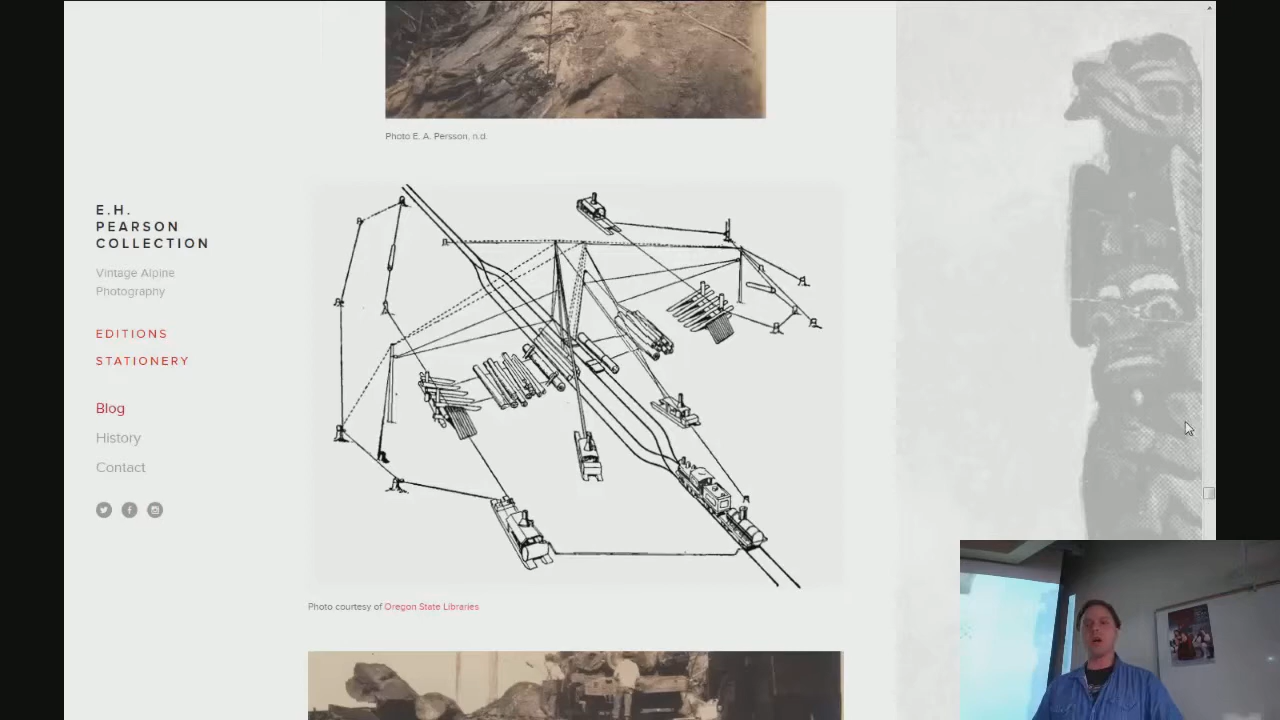 Photo E. A. Persson, n.d.
E.H.
PEARSON
COLLECTION
Vintage Alpine
Photography
EDITIONS
STATIONERY
Blog
History
Contact
Photo courtesy of Oregon State Libraries